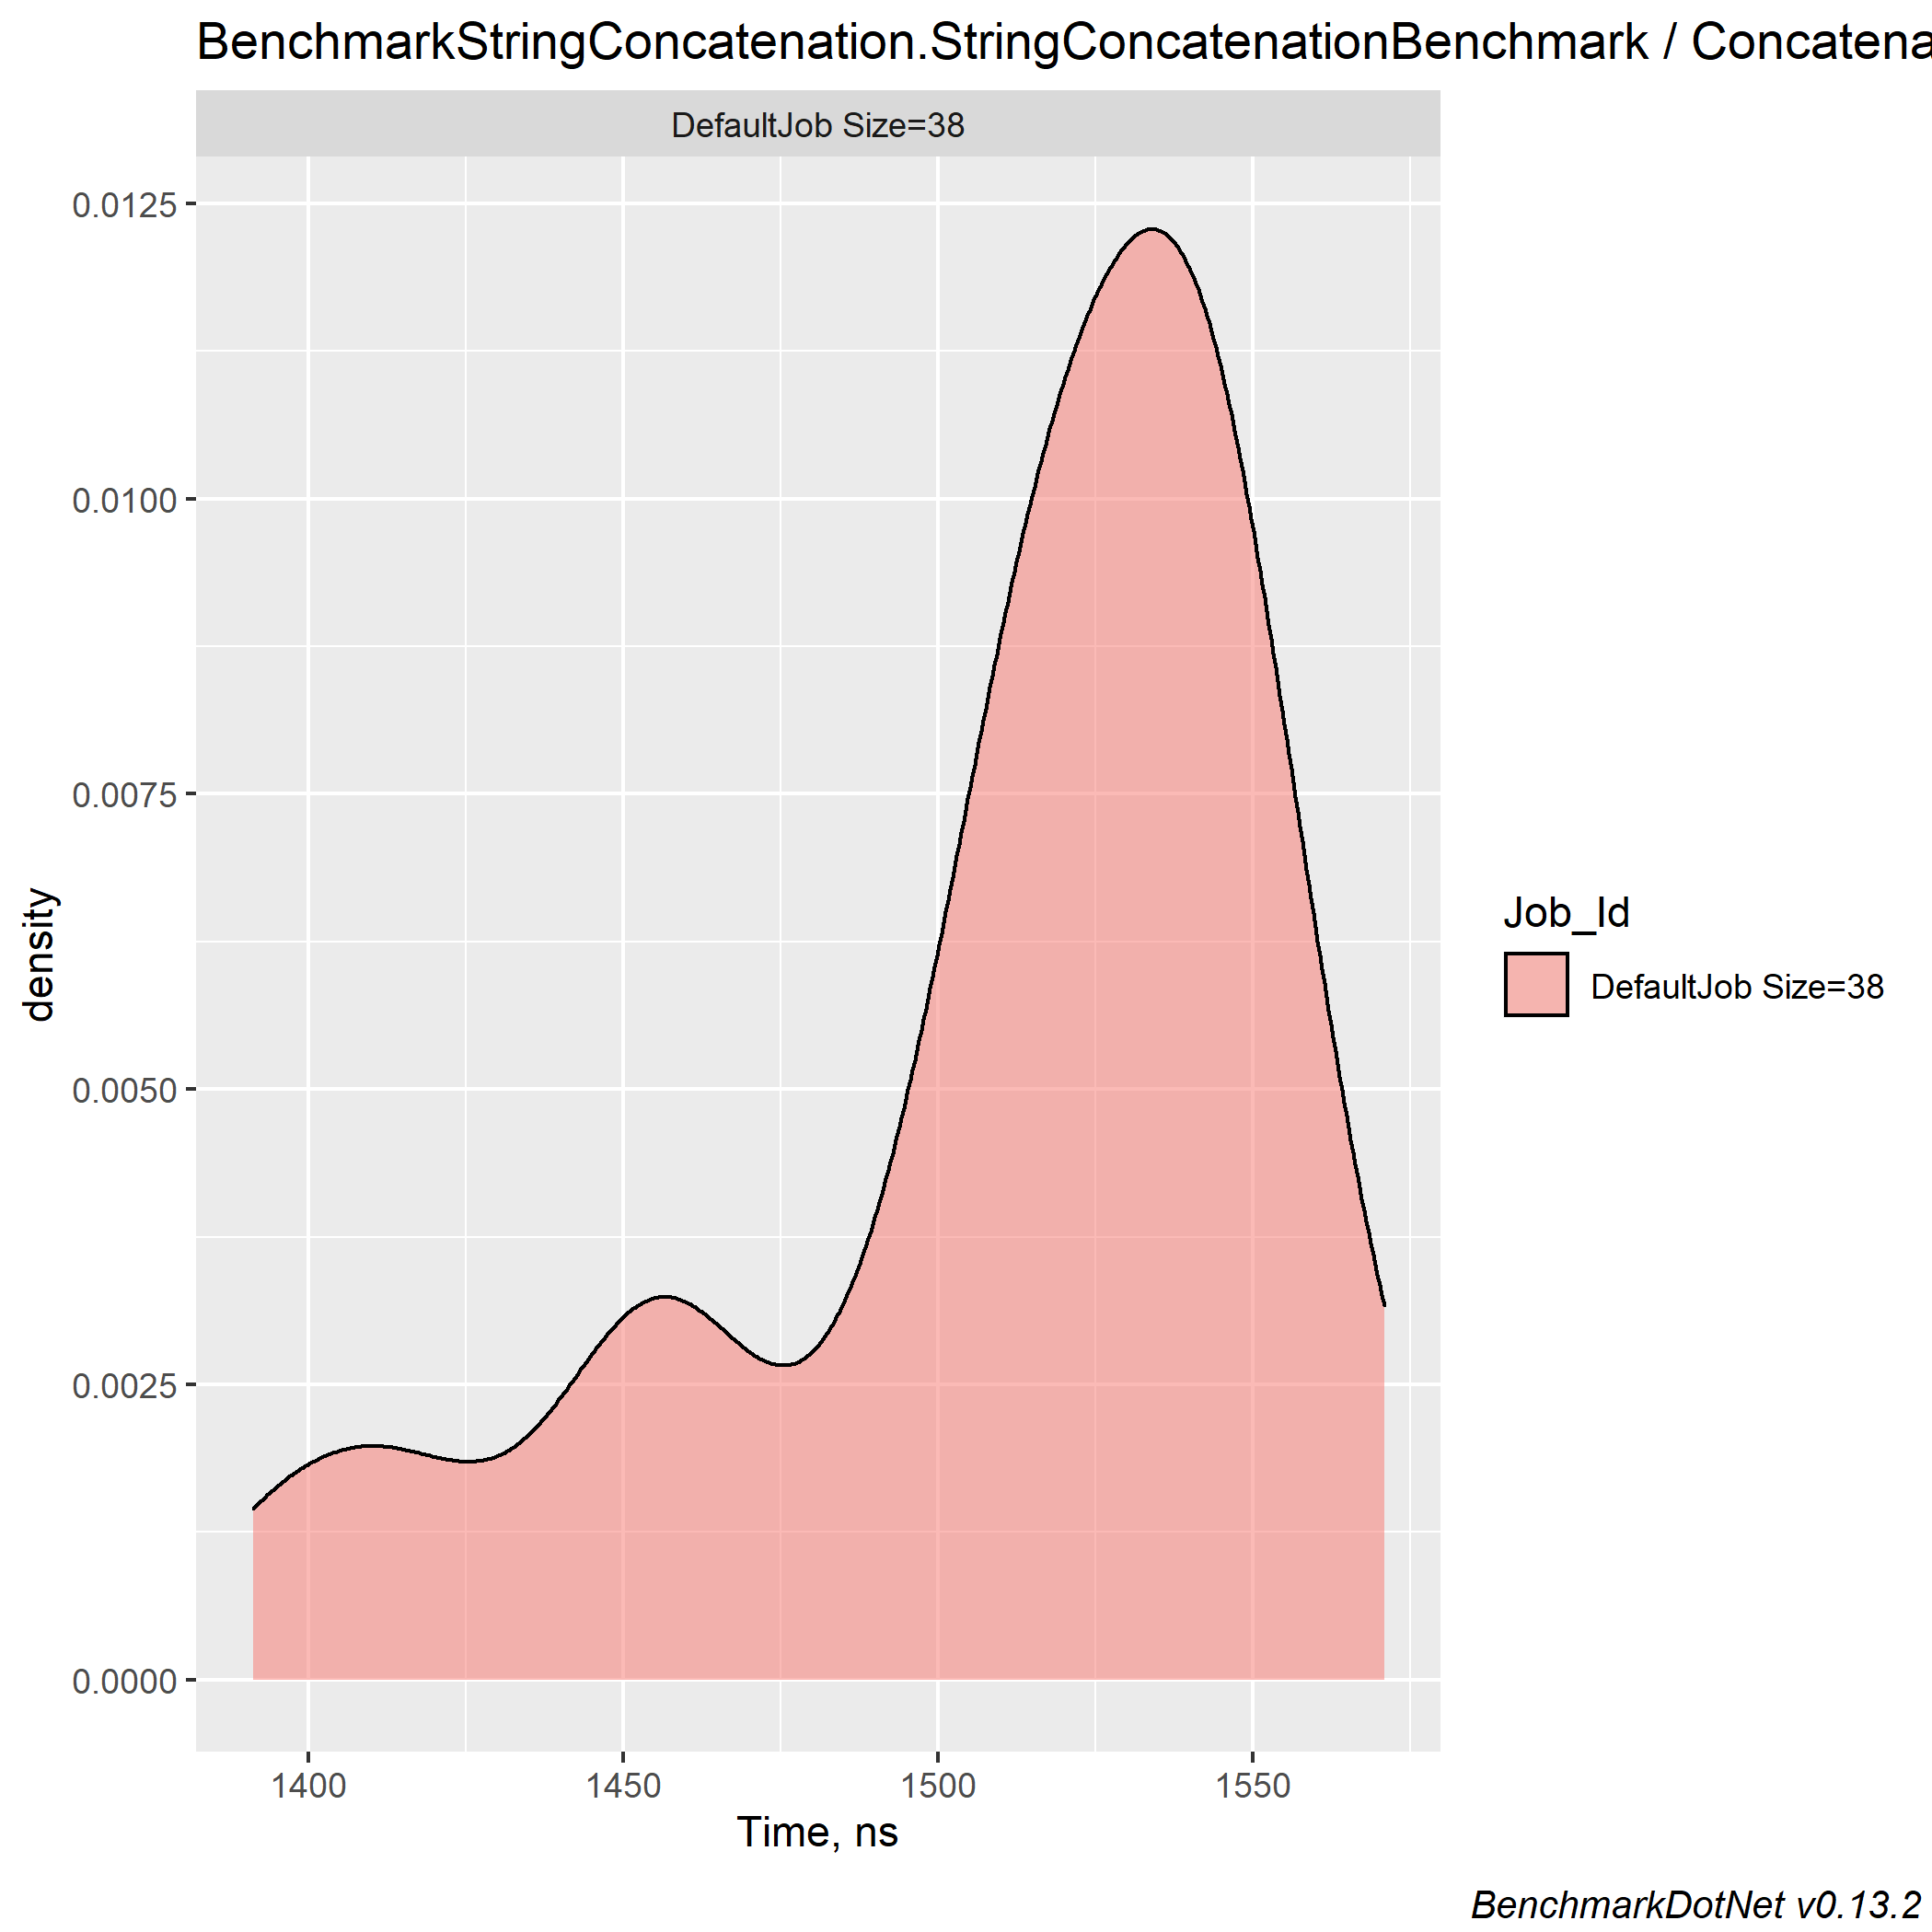 BenchmarkStringConcatenation.StringConcatenationBenchmark / Concatena
DefaultJob Size=38
0.0125
0.0100
0.0075
0.0050
0.0025
0.0000
density
1400 1450 1500 1550
Time, ns
Job_Id
DefaultJob Size=38
BenchmarkDotNet v0.13.2